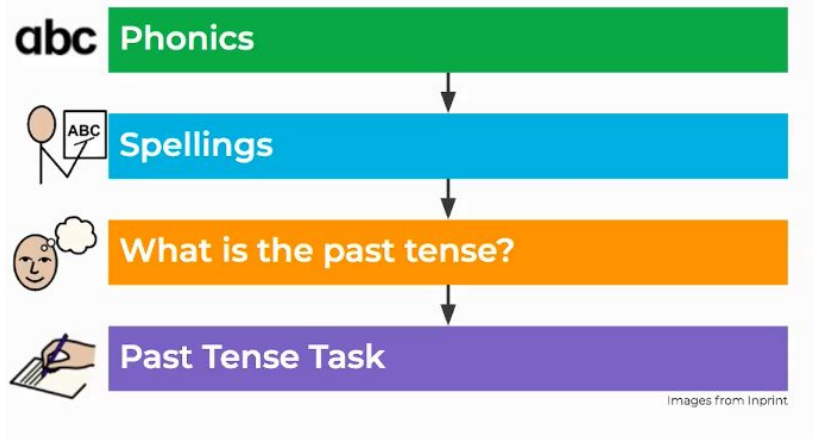 abc Phonics
ABC
Spellings
What is the past tense?
Past Tense Task
Images from Inprint